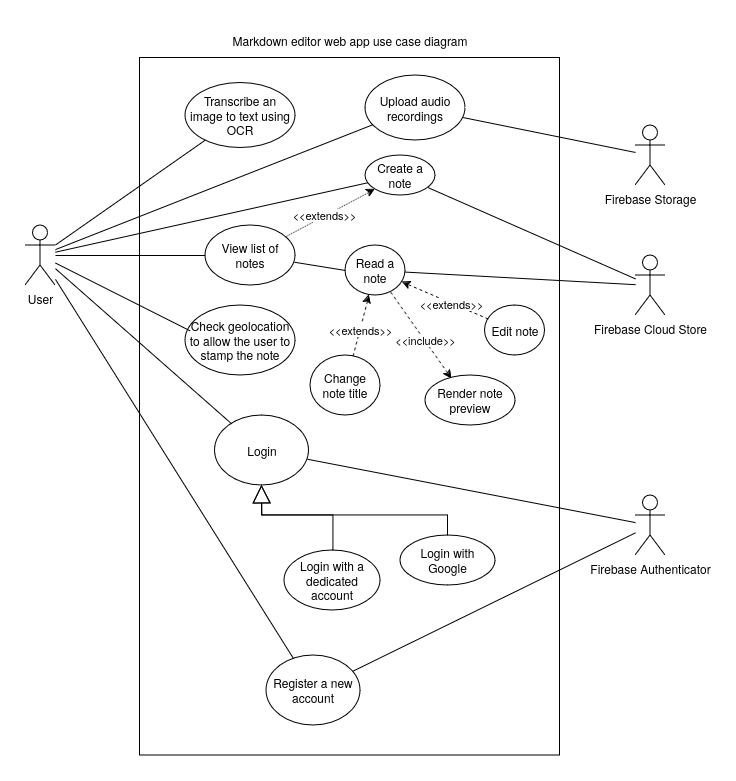 Markdown editor web app use case diagram
Transcribe an
image to text using
OCR
Upload audio
recordings
Firebase Storage
Create a
note
<<extends>>
View list of
notes
Read a
note
User
<<extends>>
Firebase Cloud Store
Check geolocation
to allow the user to
stamp the note
<<extends>>
<<include>>
Edit note
Change
note title
Render note
preview
Login
Login with a
dedicated
account
Login with
Google
Firebase Authenticator
Register a new
account